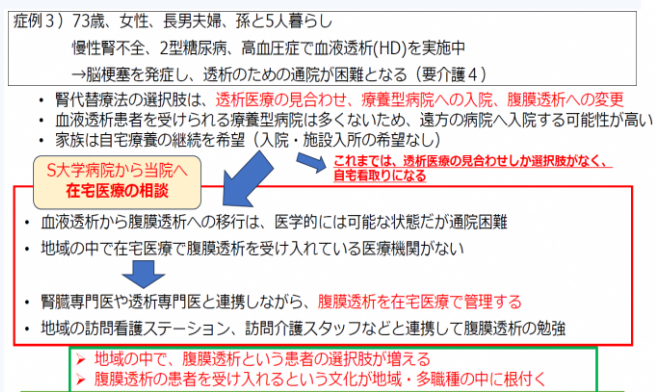 症例3）73歳、女性、長男夫婦、孫と5人暮らし
慢性腎不全、2型糖尿病、高血圧症で血液透析(HD)を実施中
→脳梗塞を発症し、透析のための通院が困難となる（要介護4）
• 腎代替療法の選択肢は、透析医療の見合わせ、療養型病院への入院、腹膜透析への変更
• 血液透析患者を受けられる療養型病院は多くないため、遠方の病院へ入院する可能性が高い
• 家族は自宅療養の継続を希望（入院・施設入所の希望なし）
これまでは、透析医療の見合わせしか選択肢がなく、
自宅看取りになる
S大学病院から当院へ
在宅医療の相談
• 血液透析から腹膜透析への移行は、医学的には可能な状態だが通院困難
• 地域の中で在宅医療で腹膜透析を受け入れている医療機関がない
• 腎臓専門医や透析専門医と連携しながら、腹膜透析を在宅医療で管理する
• 地域の訪問看護ステーション、訪問介護スタッフなどと連携して腹膜透析の勉強
➢ 地域の中で、腹膜透析という患者の選択肢が増える
➢ 腹膜透析の患者を受け入れるという文化が地域・多職種の中に根付く